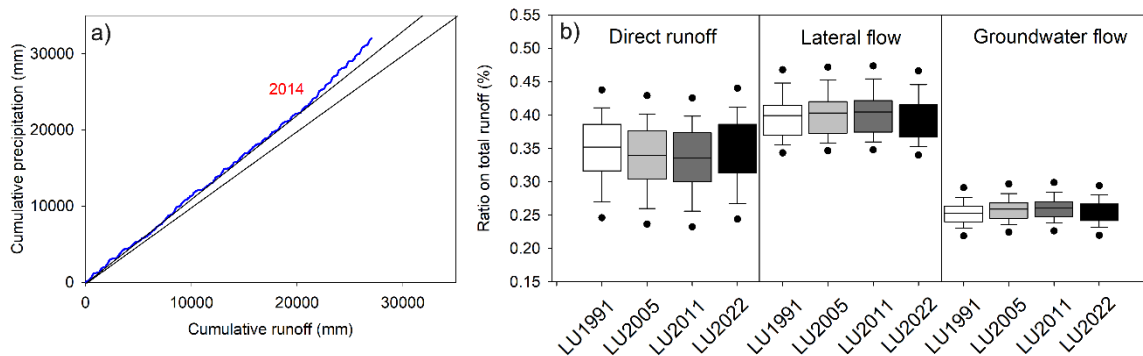 a)
Cumulative precipitation (mm)
30000
20000
10000
0
2014
0
10000
20000
30000
Cumulative runoff (mm)
b)
Direct runoff
Lateral flow
Groundwater flow
Ratio on total runoff (%)
0.55
0.50
0.45
0.40
0.35
0.30
0.25
0.20
0.15
LU1991
LU2005
LU2011
LU2022
LU1991
LU2005
LU2011
LU2022
LU1991
LU2005
LU2011
LU2022